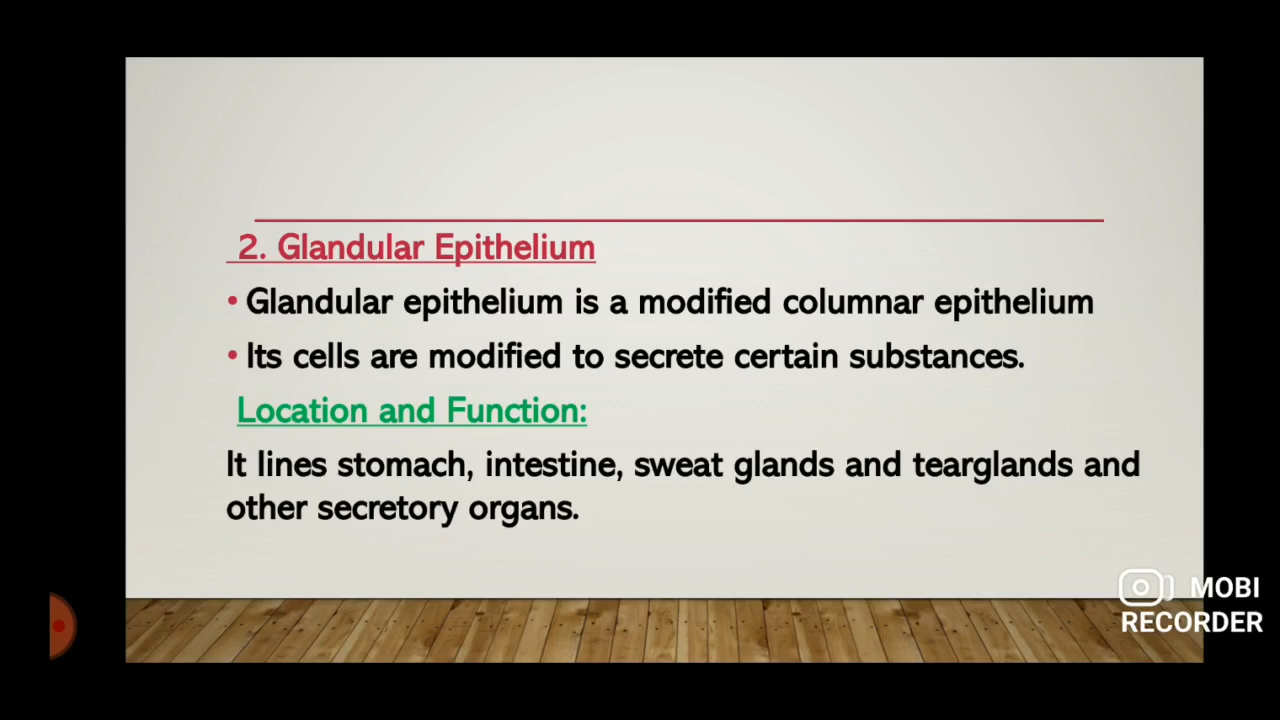 2. Glandular Epithelium
• Glandular epithelium is a modified columnar epithelium
• Its cells are modified to secrete certain substances.
Location and Function:
It lines stomach, intestine, sweat glands and tearglands and
other secretory organs.
MOBI
RECORDER